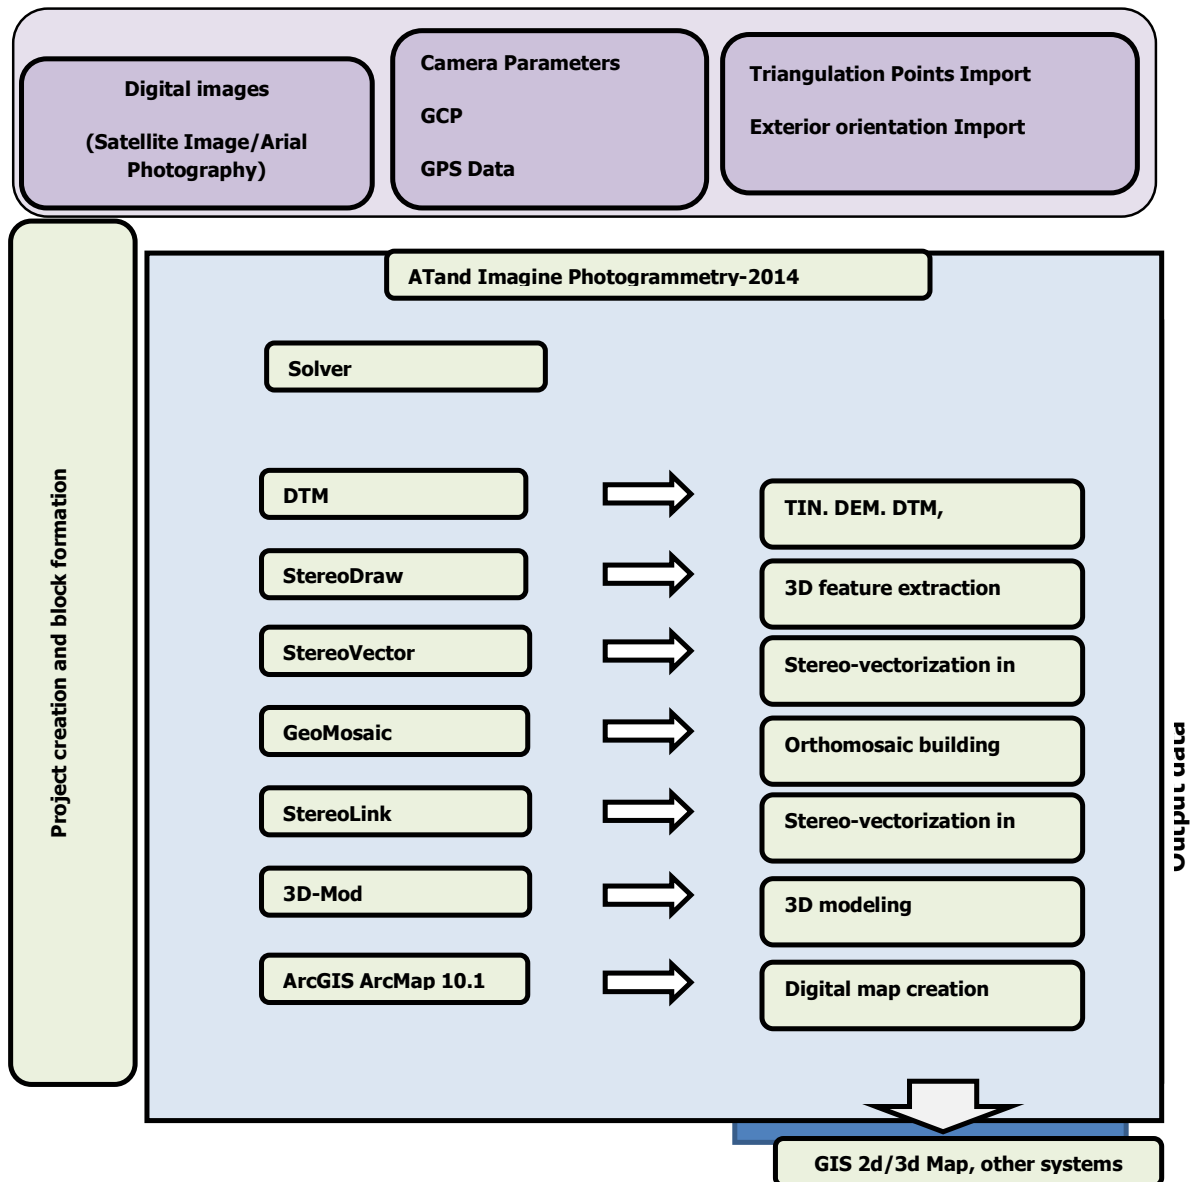 Digital images
(Satellite Image/Arial
Photography)
Camera Parameters
GCP
GPS Data
Triangulation Points Import
Exterior orientation Import
Project creation and block formation
ATand Imagine Photogrammetry-2014
Solver
DTM
TIN. DEM. DTM,
StereoDraw
3D feature extraction
StereoVector
Stereo-vectorization in
GeoMosaic
Orthomosaic building
StereoLink
Stereo-vectorization in
3D-Mod
3D modeling
ArcGIS ArcMap 10.1
Digital map creation
Output data
GIS 2d/3d Map, other systems